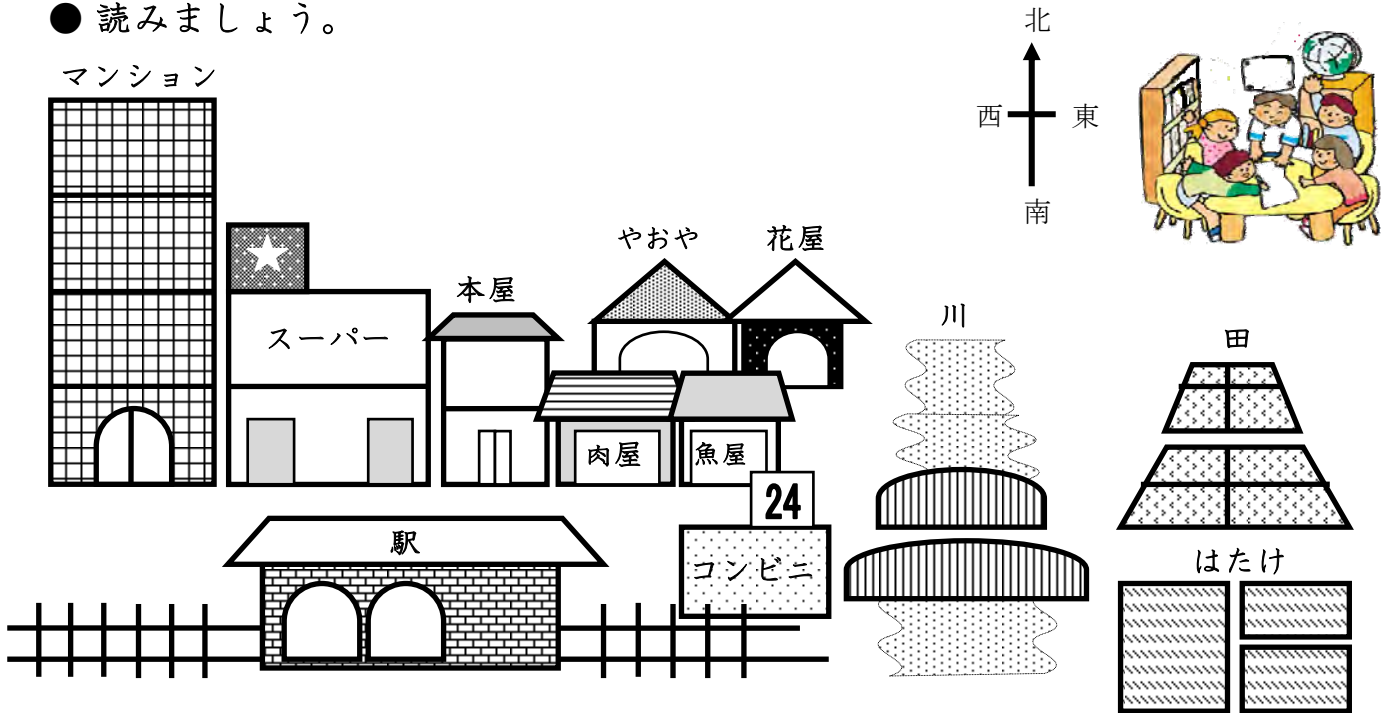 ● 読みましょう。
北
西
東
南
マンション
やおや
花屋
本屋
川
スーパー
田
肉屋
魚屋
24
駅
コンビニ
はたけ